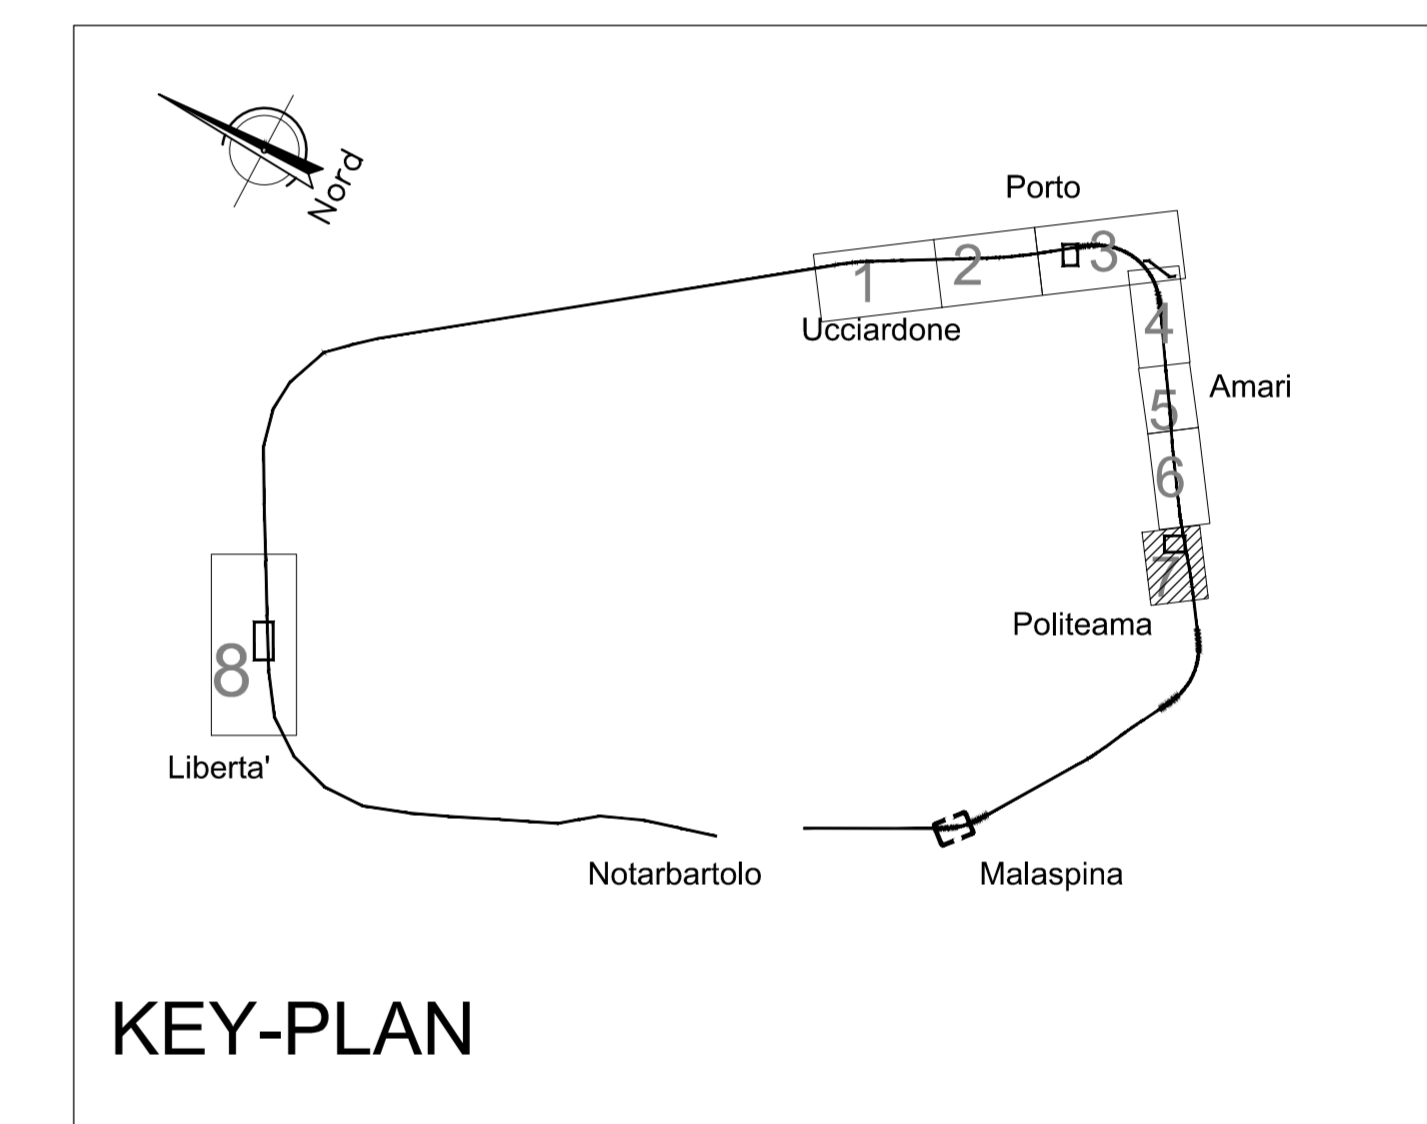 Nord
Porto
1
2
3
Ucciardone
4
Amari
5
6
7
Politeama
8
Liberta'
Notarbartolo
Malaspina
KEY-PLAN